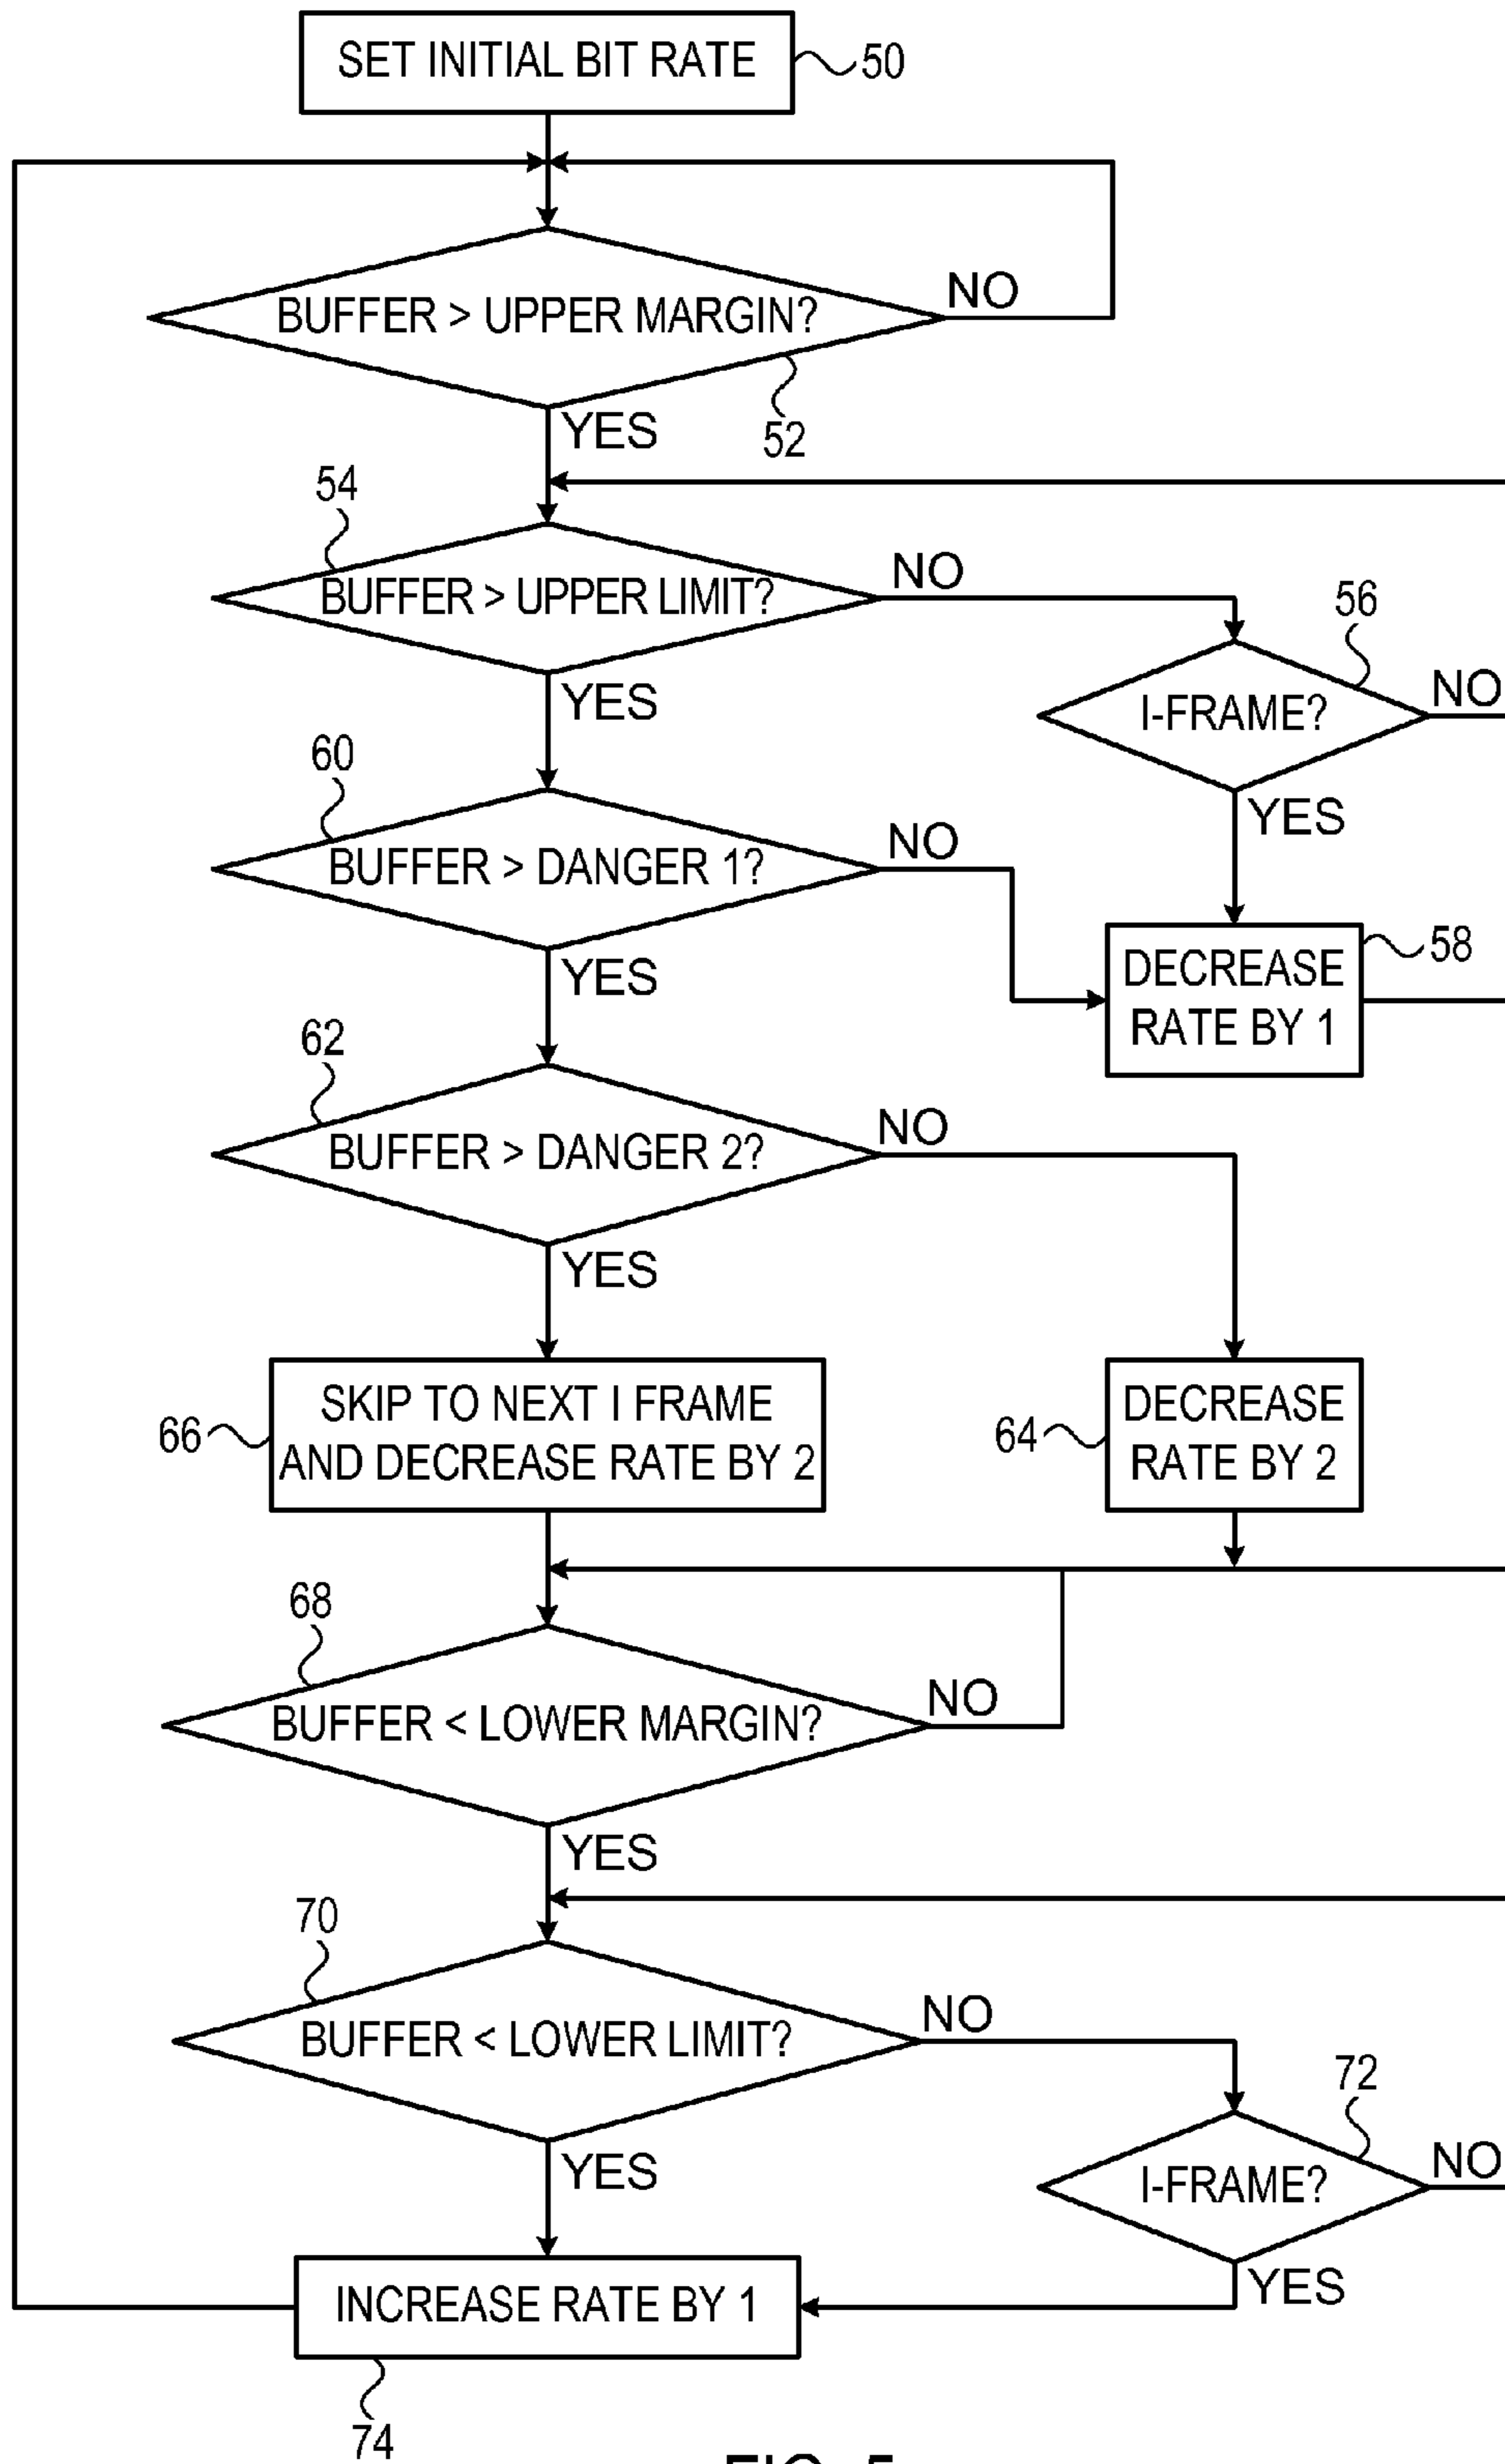 SET INITIAL BIT RATE
50
BUFFER > UPPER MARGIN?
NO
52
YES
54
BUFFER > UPPER LIMIT?
NO
56
I-FRAME?
NO
YES
YES
60
BUFFER > DANGER 1?
NO
58
DECREASE
RATE BY 1
YES
62
BUFFER > DANGER 2?
NO
YES
66
SKIP TO NEXT I FRAME
AND DECREASE RATE BY 2
64
DECREASE
RATE BY 2
68
BUFFER < LOWER MARGIN?
NO
YES
70
BUFFER < LOWER LIMIT?
NO
72
I-FRAME?
NO
YES
YES
INCREASE RATE BY 1
74